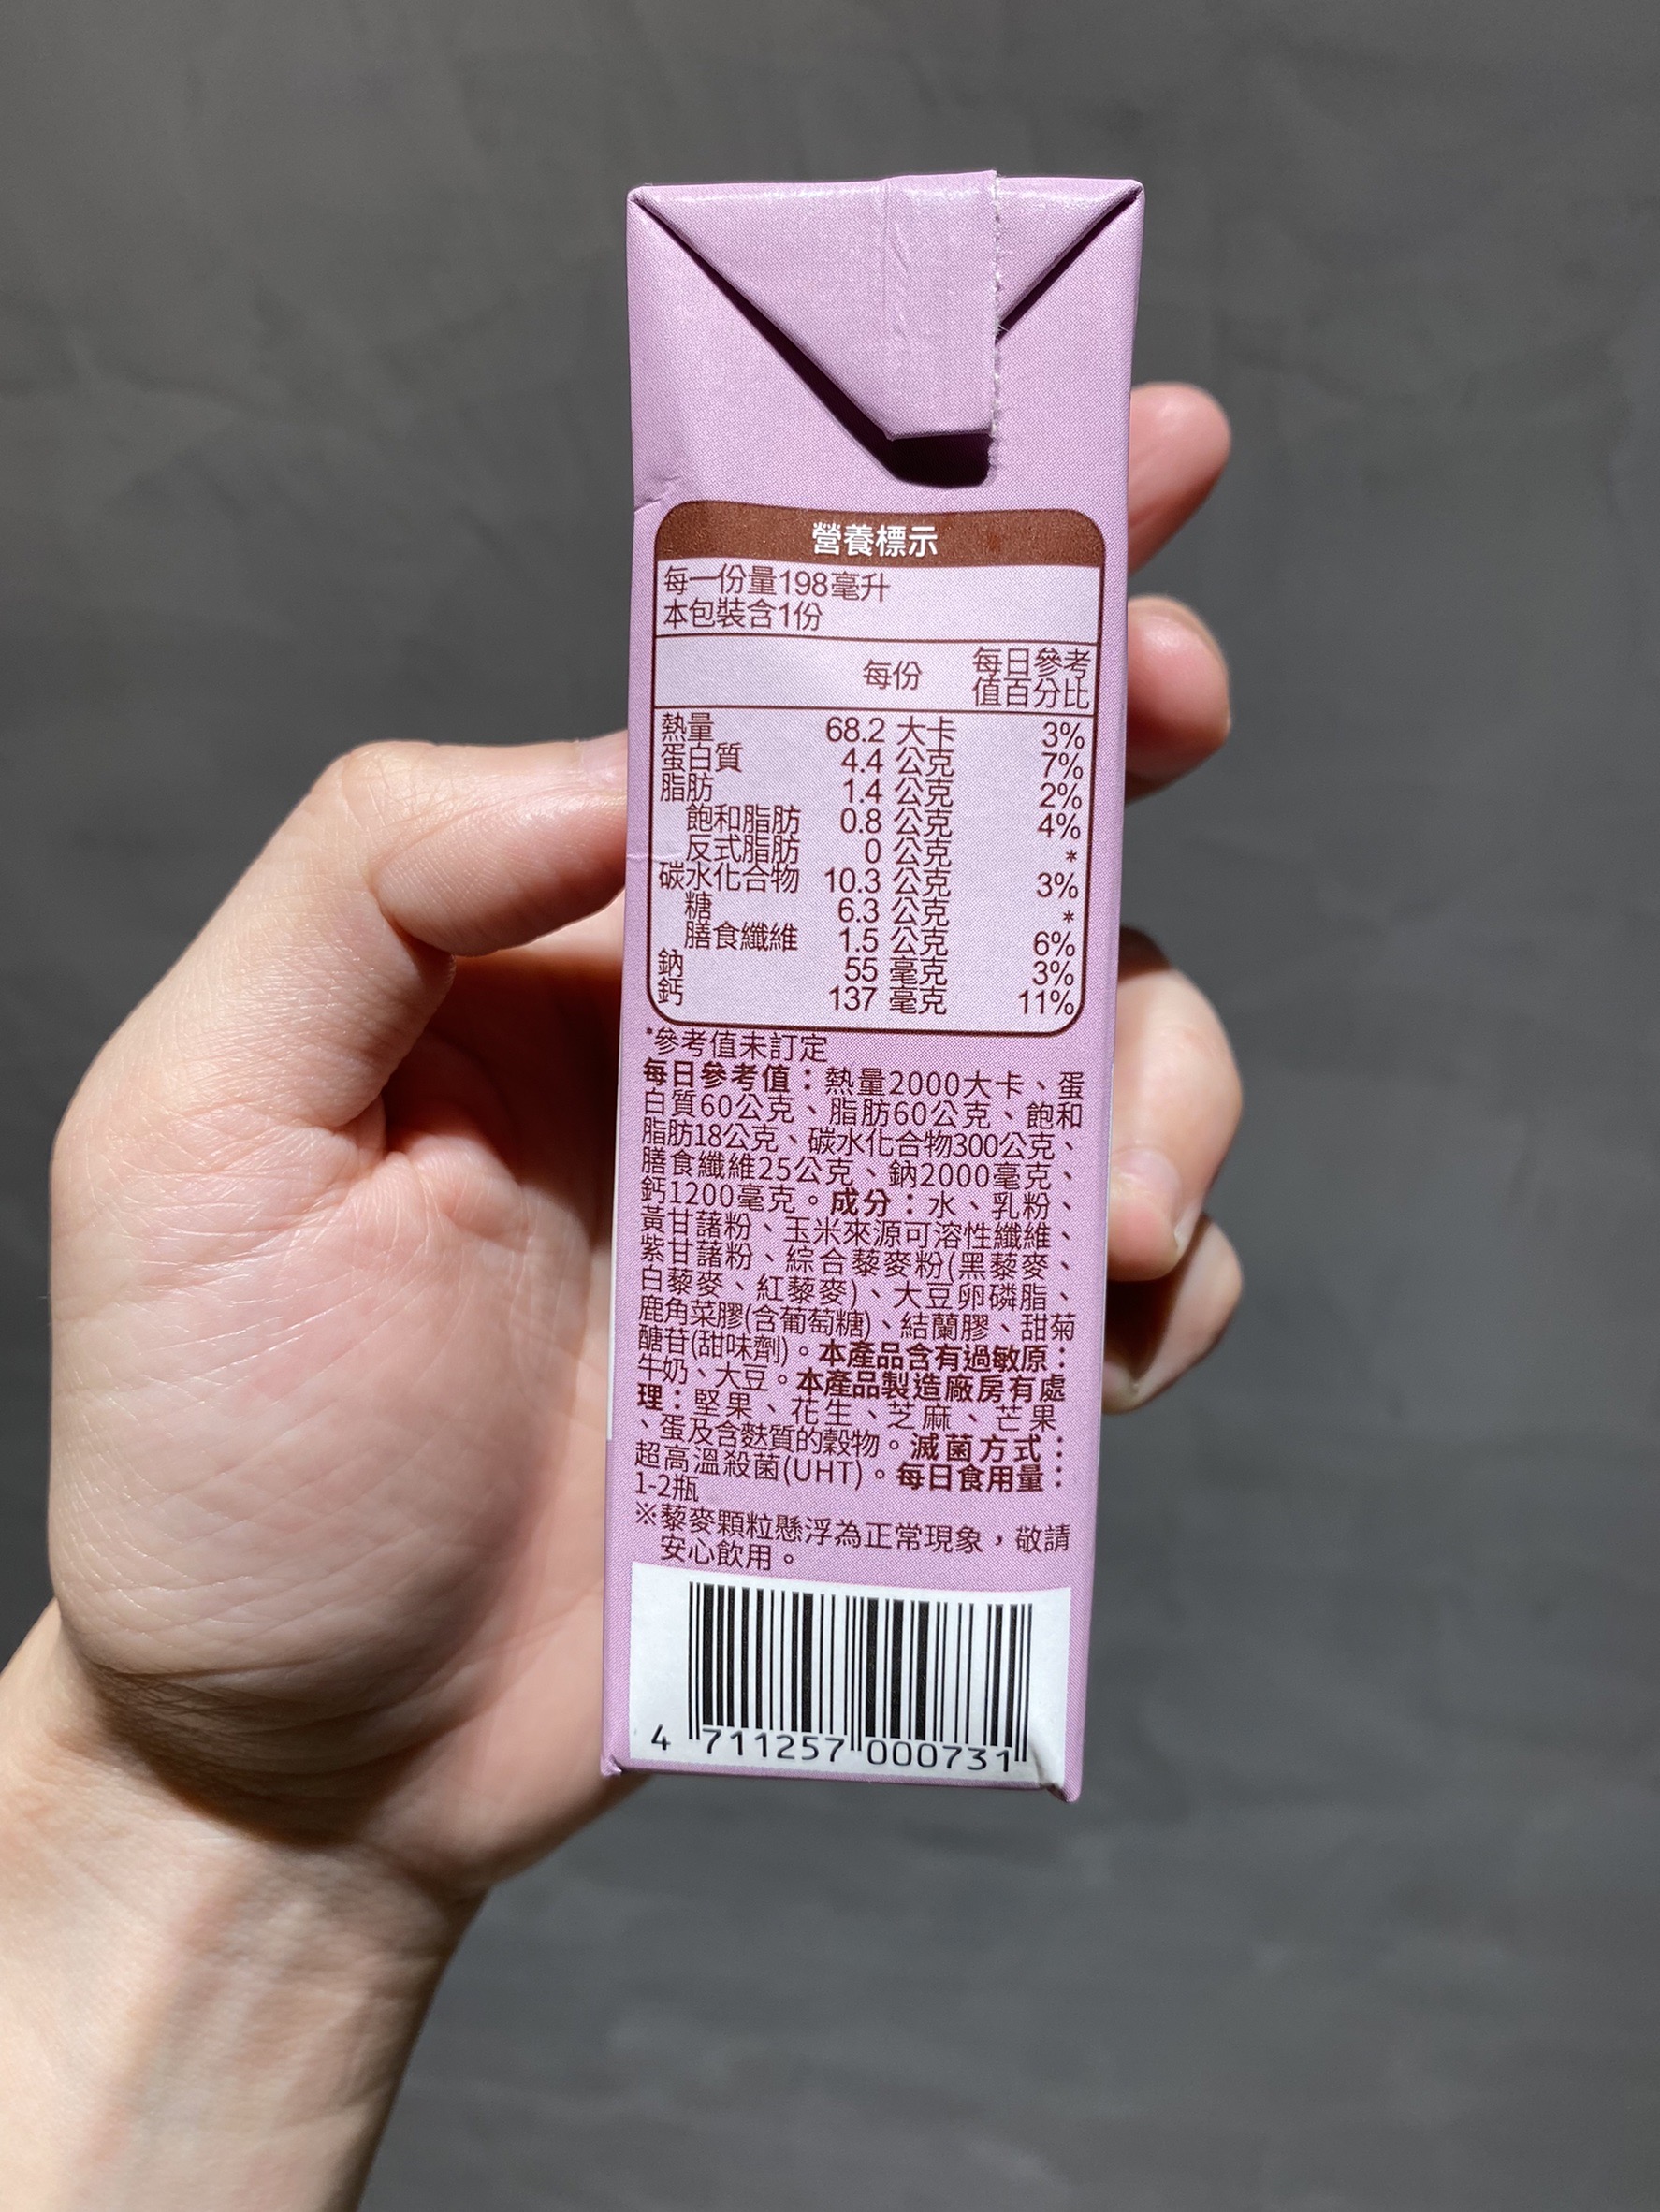 營養標示
每一份量198毫升
本包裝含1份
每份 每日參考值百分比
熱量 68.2 大卡 3%
蛋白質 4.4 公克 7%
脂肪 1.4 公克 2%
飽和脂肪 0.8 公克 4%
反式脂肪 0 公克 *
碳水化合物 10.3 公克 3%
糖 6.3 公克 *
膳食纖維 1.5 公克 6%
鈉 55 毫克 3%
鈣 137 毫克 11%
*參考值未訂定
每日參考值：熱量2000大卡、蛋
白質60公克、脂肪60公克、飽和
脂肪18公克、碳水化合物300公克、
膳食纖維25公克、鈉2000毫克、
鈣1200毫克。成分：水、乳粉、
黃甘藷粉、玉米來源可溶性纖維、
紫甘藷粉、綜合藜麥粉(黑藜麥、
白藜麥、紅藜麥)、大豆卵磷脂、
鹿角菜膠(含葡萄糖)、結蘭膠、甜菊
醣苷(甜味劑)。本產品含有過敏原：
牛奶、大豆。本產品製造廠房有處
理：堅果、花生、芝麻、芒果
、蛋及含麩質的穀物。滅菌方式：
超高溫殺菌(UHT)。每日食用量：
1-2瓶
※藜麥顆粒懸浮為正常現象，敬請
安心飲用。
4 711257 000731